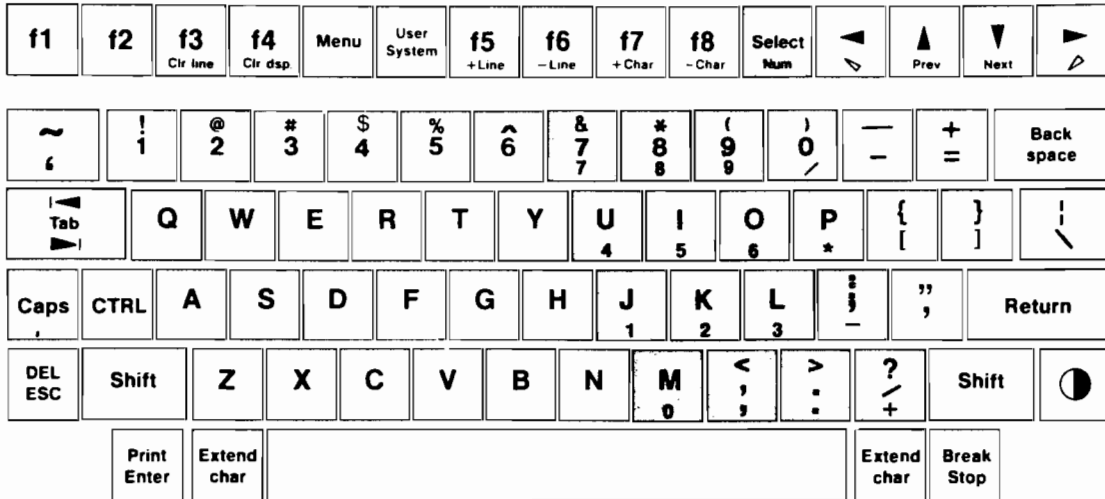 f1 f2 f3 f4 Menu User f5 f6 f7 f8 Select
Clr line Clr dsp. System +Line -Line +Char -Char Num Prev Next
~ ! @ # $ % ^ & * ( ) — + Back
‘ 1 2 3 4 5 6 7 8 9 0 - = space
7 8 9 /
Tab Q W E R T Y U I O P { } ¦
4 5 6 * [ ] \
Caps CTRL A S D F G H J K L : ; " ' Return
1 2 3 -
DEL Shift Z X C V B N M < > ? Shift
ESC , . /
0 , . +
Print Extend Extend Break
Enter char char Stop